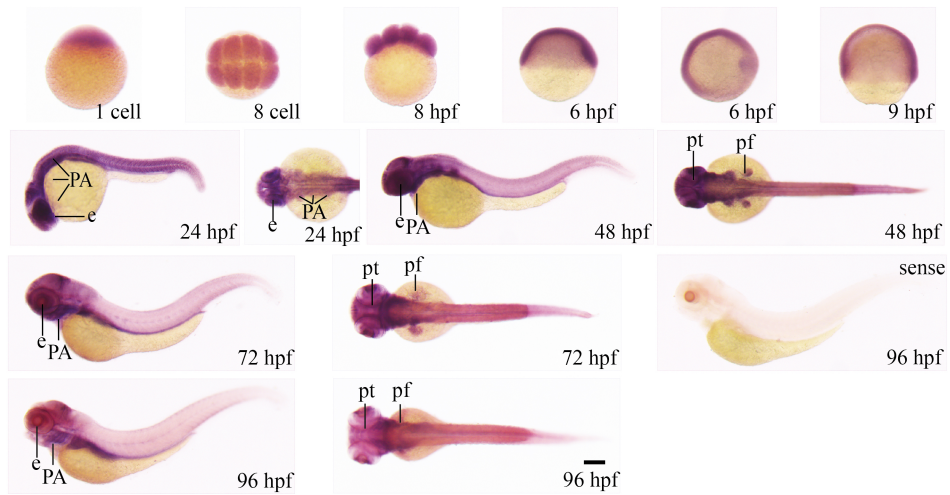 1 cell
8 cell
8 hpf
6 hpf
6 hpf
9 hpf
PA
e
24 hpf
PA
e
24 hpf
e
PA
48 hpf
pt
pf
48 hpf
e
PA
72 hpf
pt
pf
72 hpf
sense
96 hpf
e
PA
96 hpf
pt
pf
96 hpf